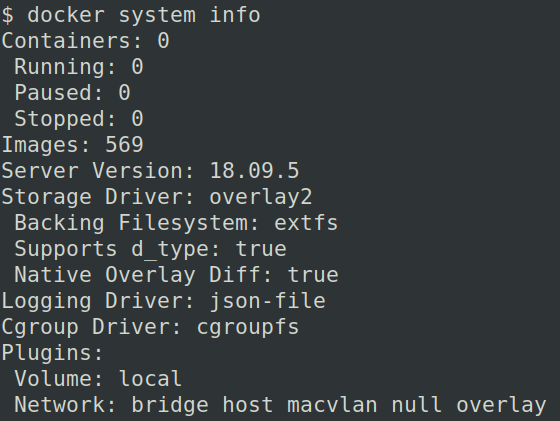 $ docker system info
Containers: 0
 Running: 0
 Paused: 0
 Stopped: 0
Images: 569
Server Version: 18.09.5
Storage Driver: overlay2
 Backing Filesystem: extfs
 Supports d_type: true
 Native Overlay Diff: true
Logging Driver: json-file
Cgroup Driver: cgroupfs
Plugins:
 Volume: local
 Network: bridge host macvlan null overlay